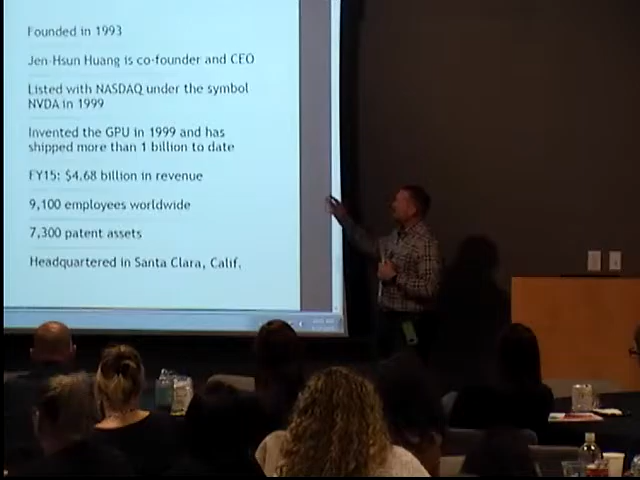 Founded in 1993
Jen-Hsun Huang is co-founder and CEO
Listed with NASDAQ under the symbol
NVDA in 1999
Invented the GPU in 1999 and has
shipped more than 1 billion to date
FY15: $4.68 billion in revenue
9,100 employees worldwide
7,300 patent assets
Headquartered in Santa Clara, Calif.